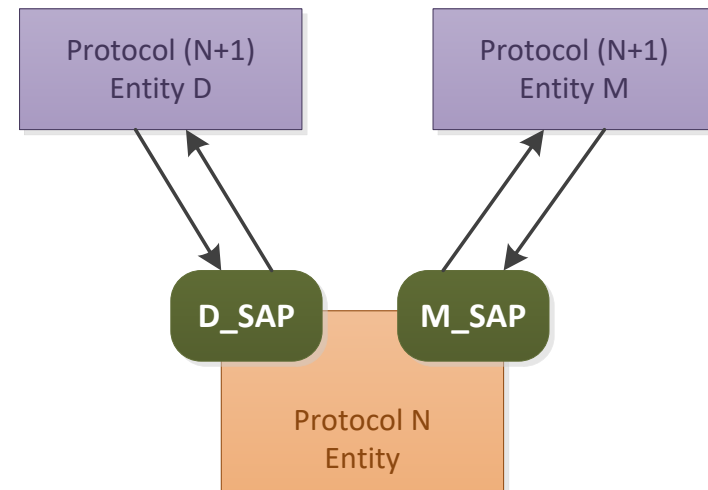 Protocol (N+1)
Entity D
Protocol (N+1)
Entity M
D_SAP
M_SAP
Protocol N
Entity